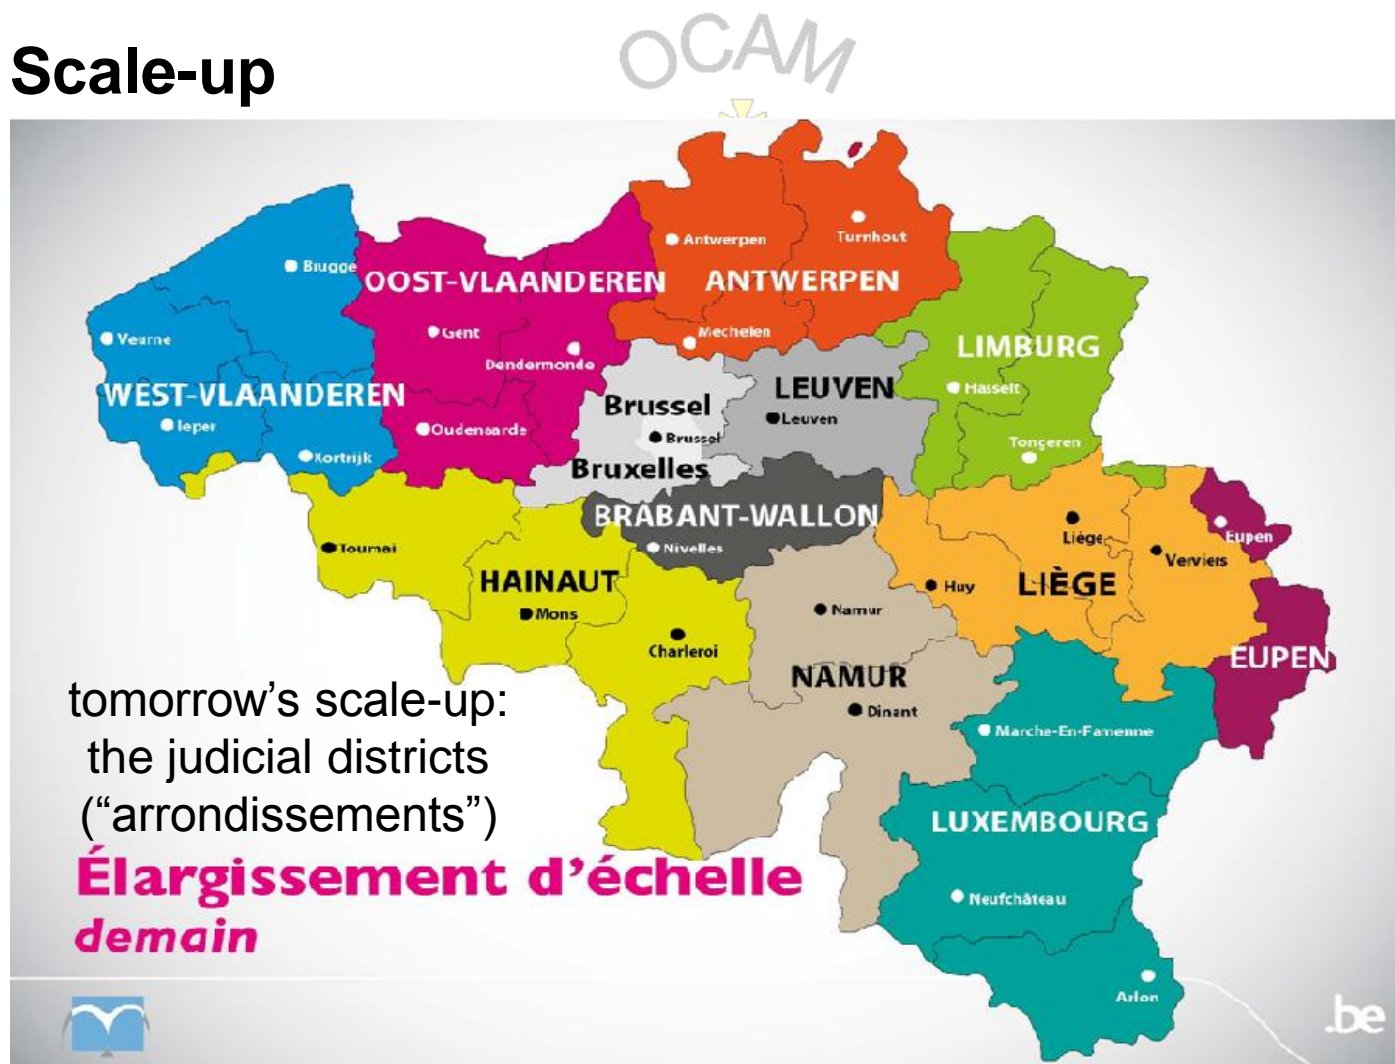 OCAM
Scale-up
Antwerpen
Turnhout
Brugge
OOST-VLAANDEREN
ANTWERPEN
Veurne
Gent
Mechelen
LIMBURG
Dendermonde
WEST-VLAANDEREN
LEUVEN
Hasselt
Brussel
Ieper
Oudenaarde
Leuven
Brussel
Kortrijk
Tongeren
Bruxelles
BRABANT-WALLON
Tournai
Nivelles
Liège
Eupen
Verviers
HAINAUT
Huy
LIÈGE
Mons
Namur
Charleroi
EUPEN
NAMUR
Dinant
Marche-En-Famenne
tomorrow’s scale-up:
the judicial districts
(“arrondissements”)
LUXEMBOURG
Élargissement d’échelle
demain
Neufchâteau
Arlon
.be